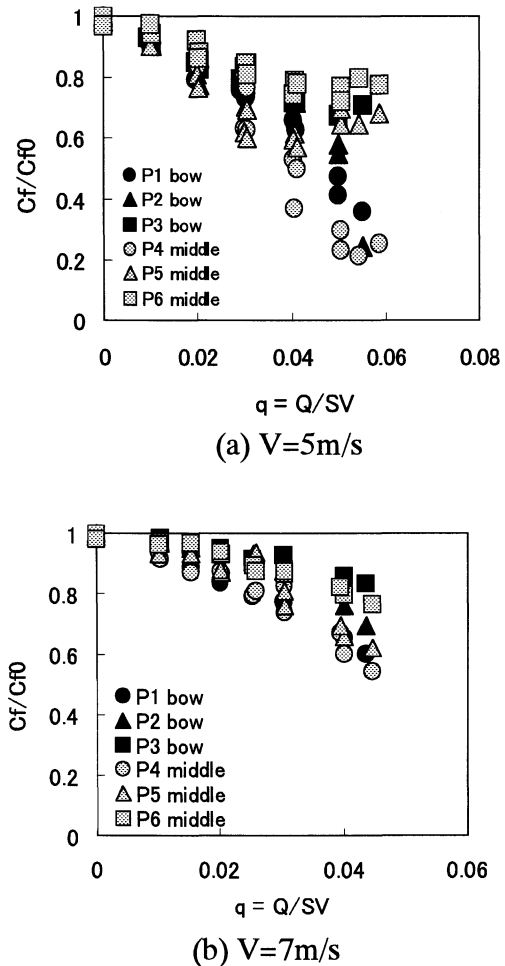 1
0.8
0.6
0.4
0.2
0
Cf/Cf0
P1 bow
P2 bow
P3 bow
P4 middle
P5 middle
P6 middle
0 0.02 0.04 0.06 0.08
q = Q/SV
(a) V=5m/s
1
0.8
0.6
0.4
0.2
0
Cf/Cf0
P1 bow
P2 bow
P3 bow
P4 middle
P5 middle
P6 middle
0 0.02 0.04 0.06
q = Q/SV
(b) V=7m/s